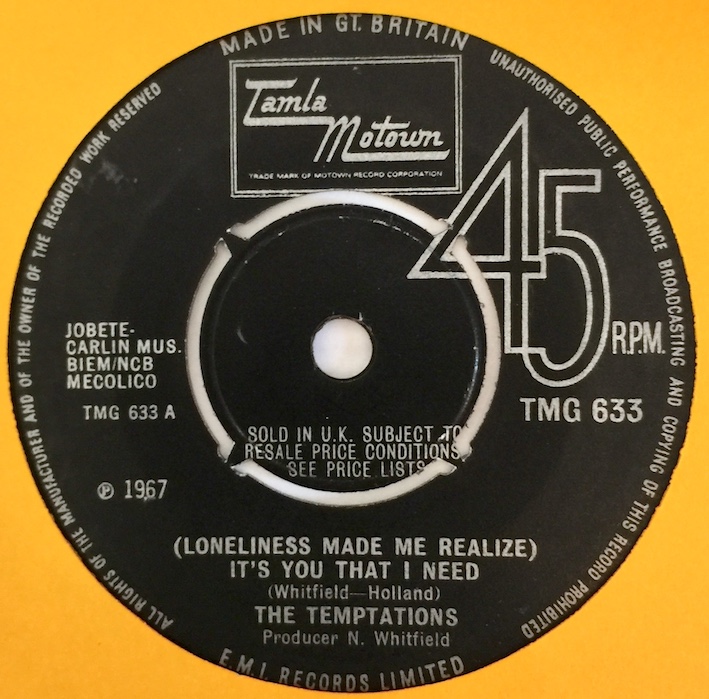 MADE IN GT. BRITAIN
UNAUTHORISED PUBLIC PERFORMANCE BROADCASTING AND COPYING OF THIS RECORD PROHIBITED
ALL RIGHTS OF THE MANUFACTURER AND OF THE OWNER OF THE RECORDED WORK RESERVED
Tamla
Motown
TRADE MARK OF MOTOWN RECORD CORPORATION
45
R.P.M.
JOBETE-
CARLIN MUS.
BIEM/NCB
MECOLICO
TMG 633 A
TMG 633
SOLD IN U.K. SUBJECT TO
RESALE PRICE CONDITIONS
SEE PRICE LISTS
℗ 1967
(LONELINESS MADE ME REALIZE)
IT'S YOU THAT I NEED
(Whitfield—Holland)
THE TEMPTATIONS
Producer N. Whitfield
E.M.I. RECORDS LIMITED